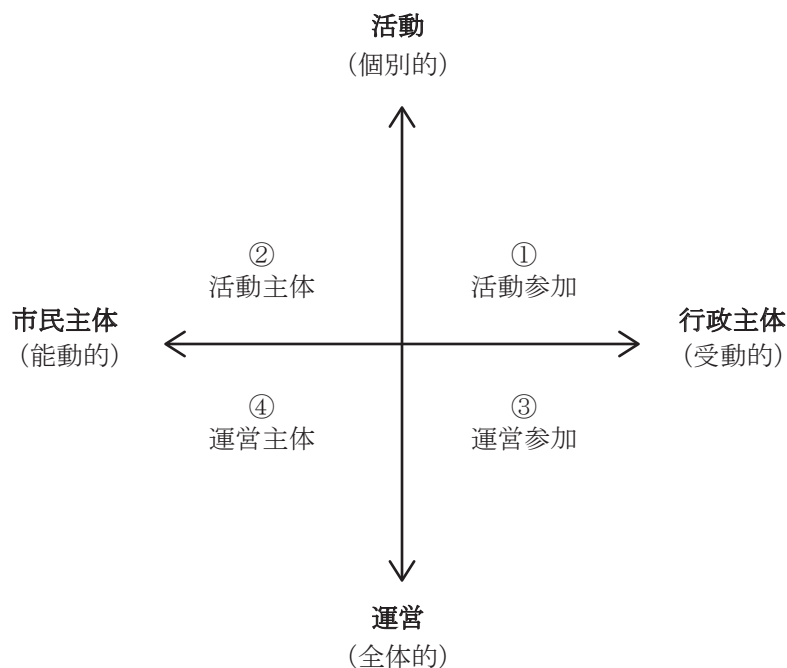 活動
（個別的）
②
活動主体
①
活動参加
市民主体
（能動的）
行政主体
（受動的）
④
運営主体
③
運営参加
運営
（全体的）